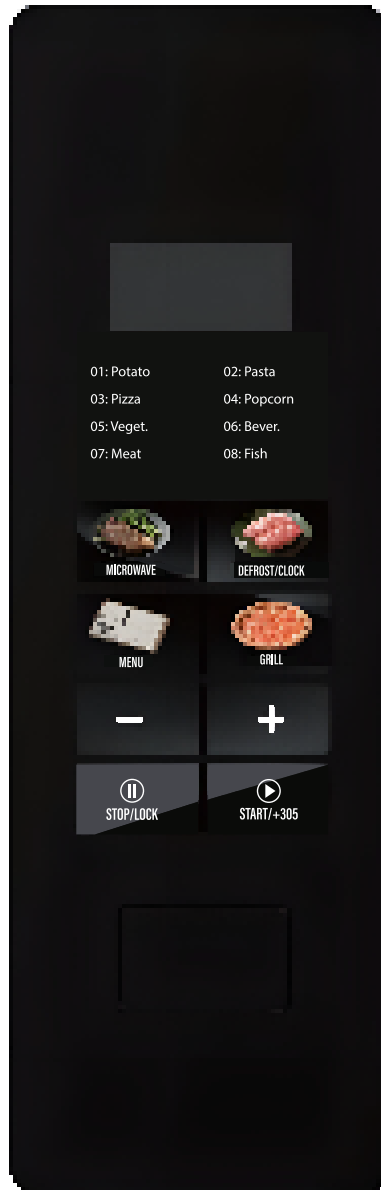 01: Potato 02: Pasta
03: Pizza 04: Popcorn
05: Veget. 06: Bever.
07: Meat 08: Fish
MICROWAVE DEFROST/CLOCK
MENU GRILL
− +
STOP/LOCK START/+305